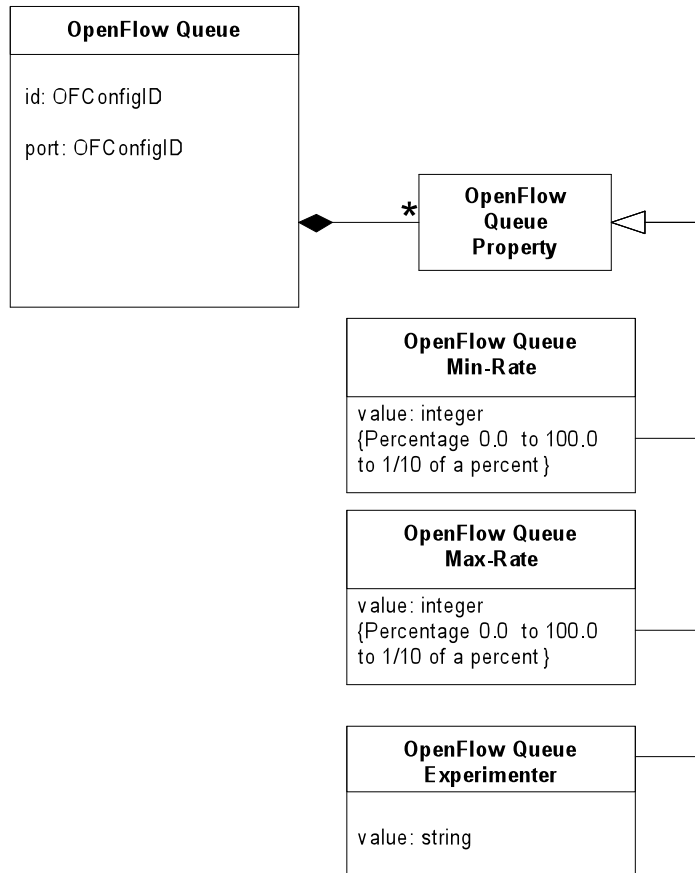 OpenFlow Queue
id: OFConfigID
port: OFConfigID
*
OpenFlow
Queue
Property
OpenFlow Queue
Min-Rate
value: integer
{Percentage 0.0 to 100.0
to 1/10 of a percent}
OpenFlow Queue
Max-Rate
value: integer
{Percentage 0.0 to 100.0
to 1/10 of a percent}
OpenFlow Queue
Experimenter
value: string